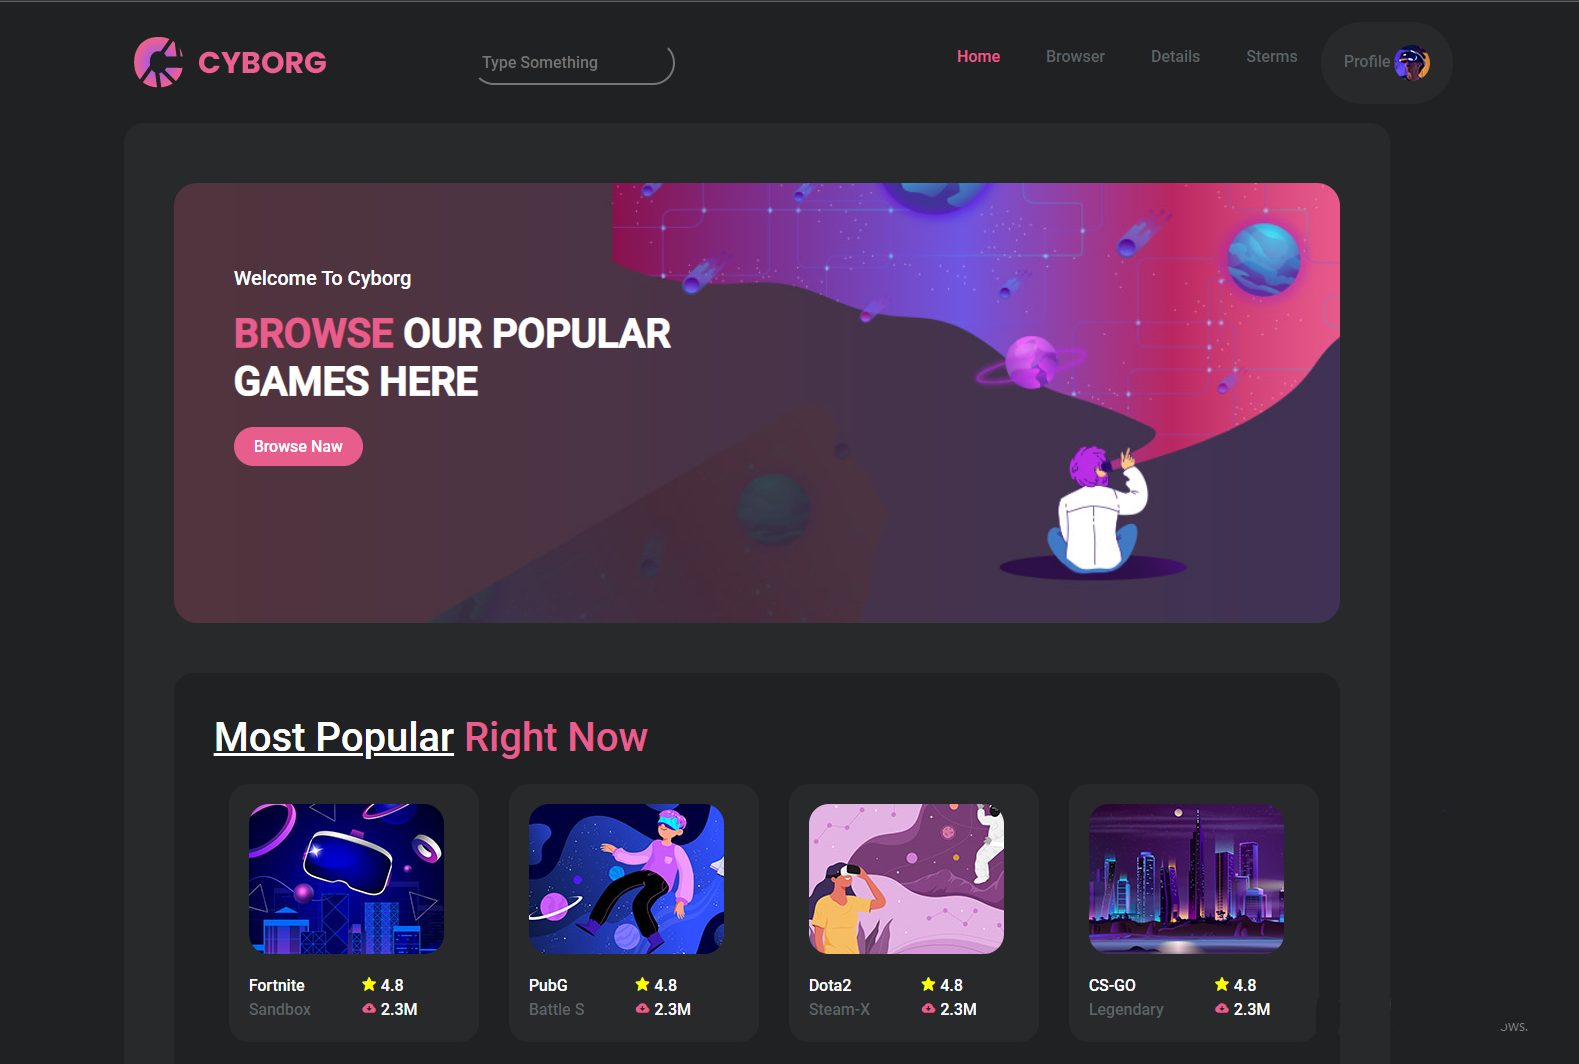 CYBORG
Type Something
Home
Browser
Details
Sterms
Profile
Welcome To Cyborg
BROWSE OUR POPULAR
GAMES HERE
Browse Naw
Most Popular Right Now
Fortnite
4.8
Sandbox
2.3M
PubG
4.8
Battle S
2.3M
Dota2
4.8
Steam-X
2.3M
CS-GO
4.8
Legendary
2.3M